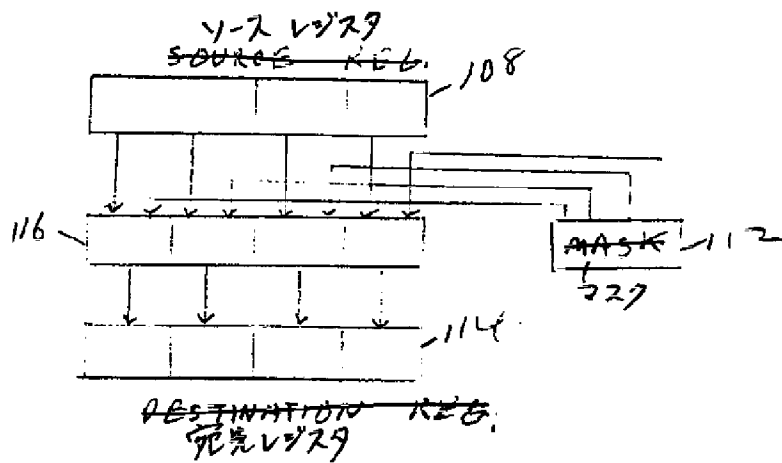 ソース レジスタ
SOURCE REG.
108
116
MASK
112
マスク
114
DESTINATION REG.
宛先レジスタ